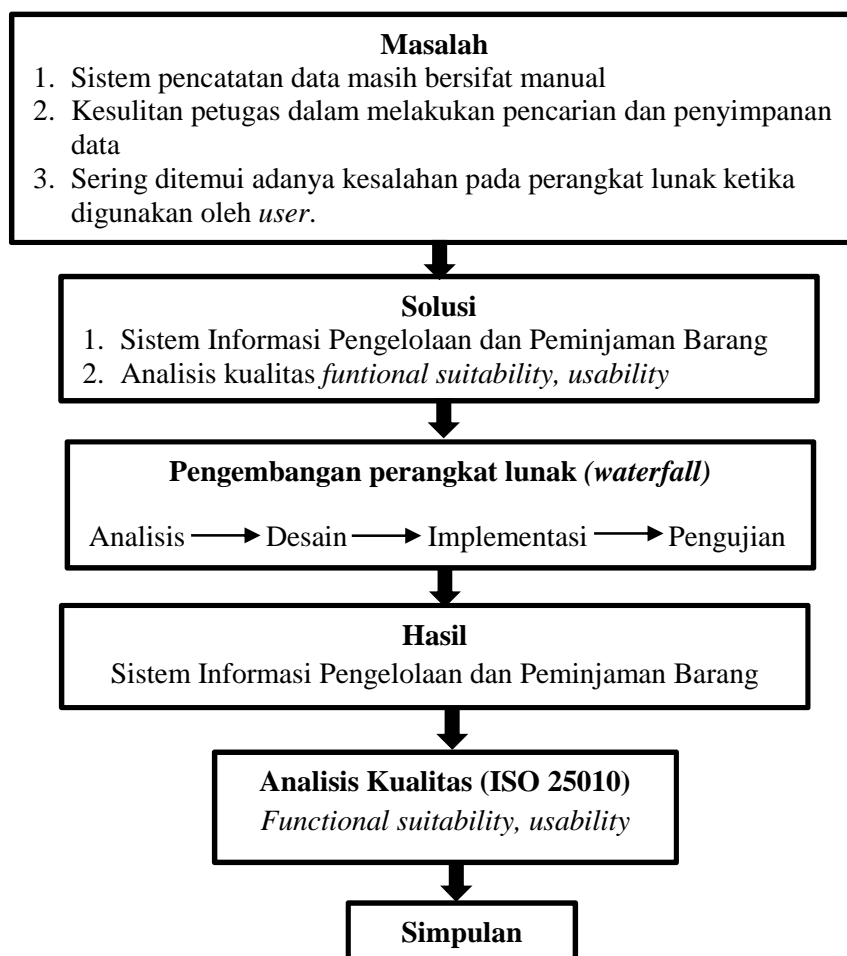 Masalah
1. Sistem pencatatan data masih bersifat manual
2. Kesulitan petugas dalam melakukan pencarian dan penyimpanan
data
3. Sering ditemui adanya kesalahan pada perangkat lunak ketika
digunakan oleh user.
Solusi
1. Sistem Informasi Pengelolaan dan Peminjaman Barang
2. Analisis kualitas funtional suitability, usability
Pengembangan perangkat lunak (waterfall)
Analisis Desain Implementasi Pengujian
Hasil
Sistem Informasi Pengelolaan dan Peminjaman Barang
Analisis Kualitas (ISO 25010)
Functional suitability, usability
Simpulan